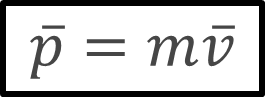 p̄ = mv̄